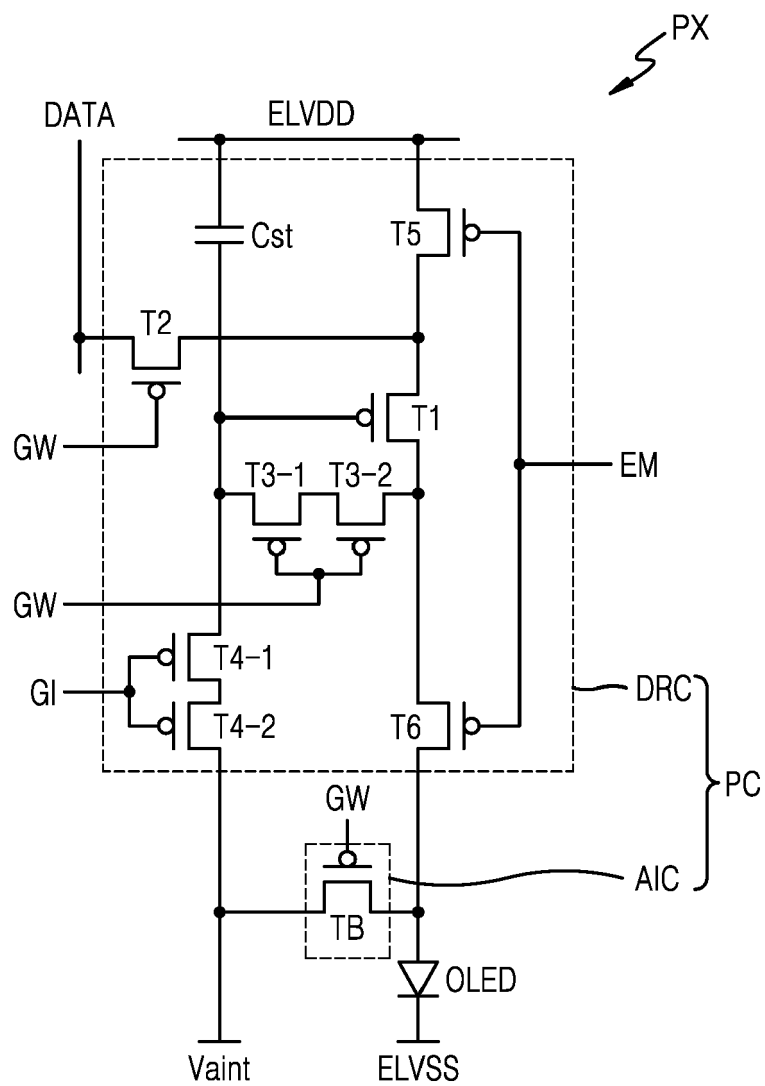 PX
DATA
ELVDD
Cst
T5
T2
T1
GW
EM
T3-1
T3-2
GW
T4-1
GI
DRC
T4-2
T6
PC
GW
AIC
TB
OLED
Vaint
ELVSS